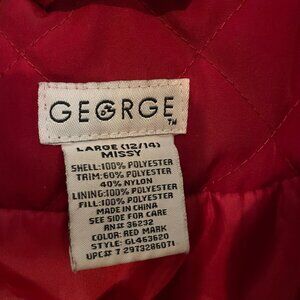 GEORGE
TM
LARGE (12/14)
MISSY
SHELL:100% POLYESTER
TRIM:60% POLYESTER
40% NYLON
LINING:100% POLYESTER
FILL:100% POLYESTER
MADE IN CHINA
SEE SIDE FOR CARE
RN# 36232
COLOR: RED MARK
STYLE: GL463620
UPC# 7 2973286071